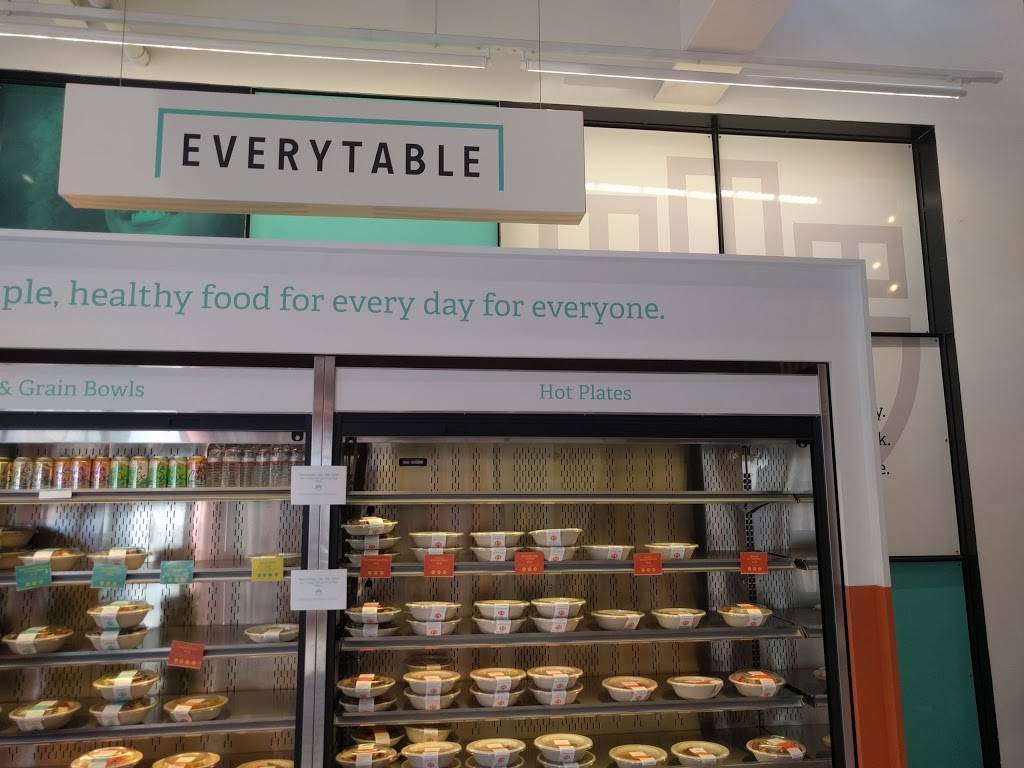 EVERYTABLE
ple, healthy food for every day for everyone.
& Grain Bowls
Hot Plates
y.
k.
e.